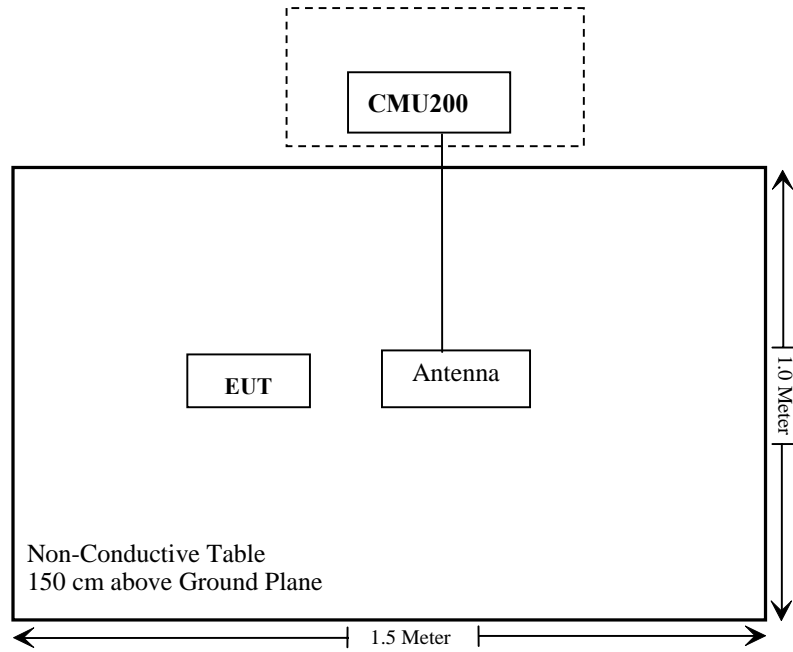 CMU200
EUT
Antenna
1.0 Meter
Non-Conductive Table
150 cm above Ground Plane
1.5 Meter